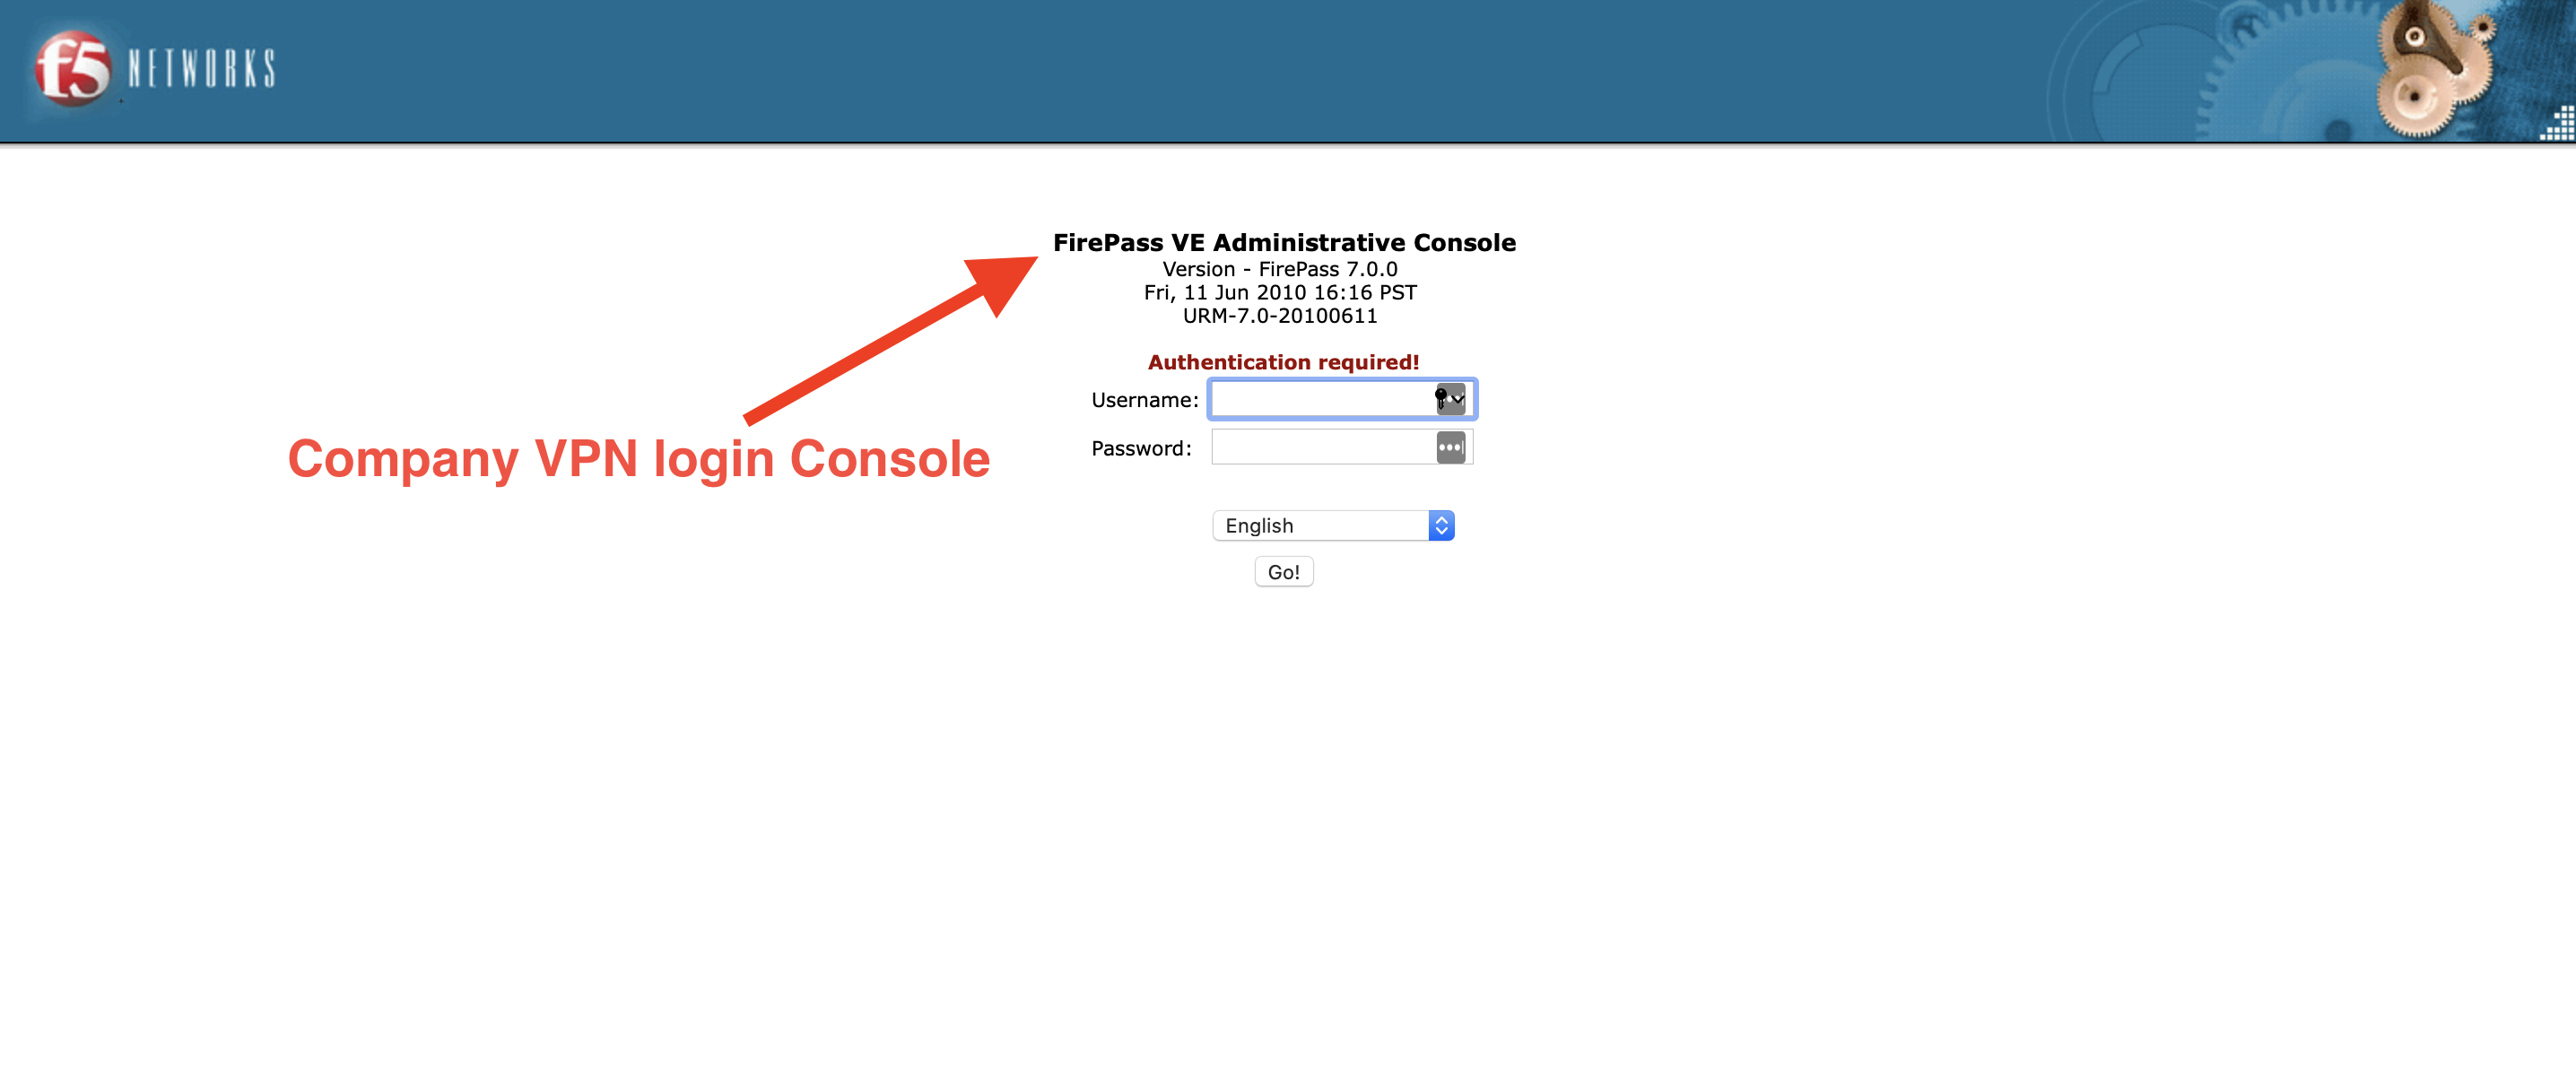 f5 NETWORKS
FirePass VE Administrative Console
Version - FirePass 7.0.0
Fri, 11 Jun 2010 16:16 PST
URM-7.0-20100611
Authentication required!
Username:
Company VPN login Console
Password:
English
Go!